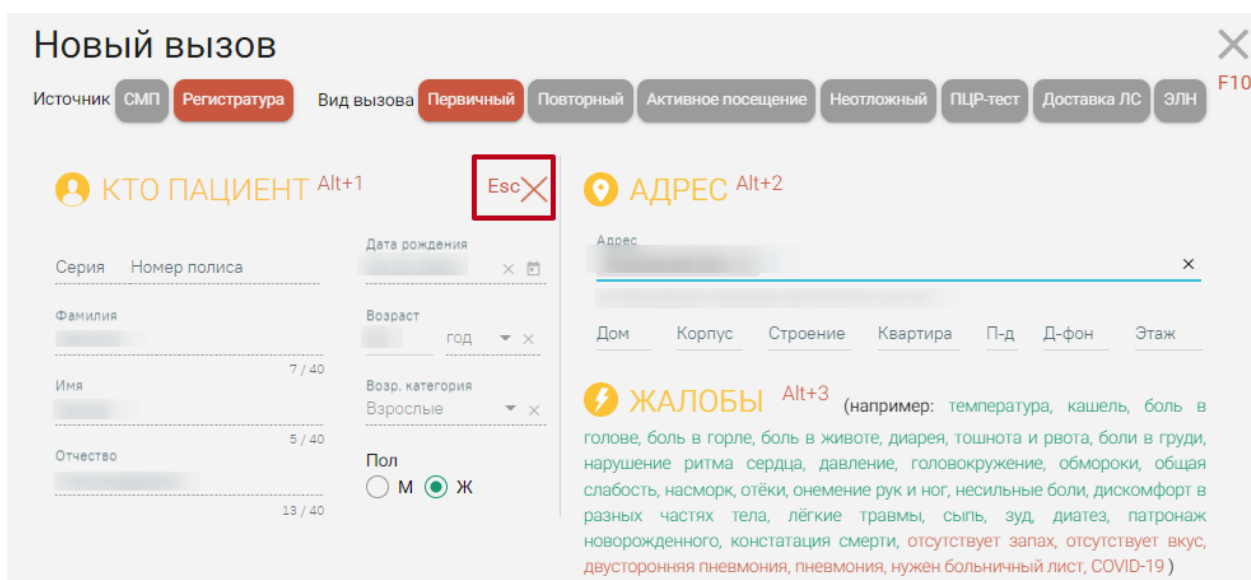 Новый вызов
F10
Источник СМП Регистратура Вид вызова Первичный Повторный Активное посещение Неотложный ПЦР-тест Доставка ЛС ЭЛН
КТО ПАЦИЕНТ Alt+1 Esc
Серия Номер полиса
Дата рождения
Фамилия
7 / 40
Возраст
год
Имя
5 / 40
Возр. категория
Взрослые
Отчество
13 / 40
Пол
М Ж
АДРЕС Alt+2
Адрес
Дом Корпус Строение Квартира П-д Д-фон Этаж
ЖАЛОБЫ Alt+3 (например: температура, кашель, боль в
голове, боль в горле, боль в животе, диарея, тошнота и рвота, боли в груди,
нарушение ритма сердца, давление, головокружение, обмороки, общая
слабость, насморк, отёки, онемение рук и ног, несильные боли, дискомфорт в
разных частях тела, лёгкие травмы, сыпь, зуд, диатез, патронаж
новорожденного, констатация смерти, отсутствует запах, отсутствует вкус,
двусторонняя пневмония, пневмония, нужен больничный лист, COVID-19 )